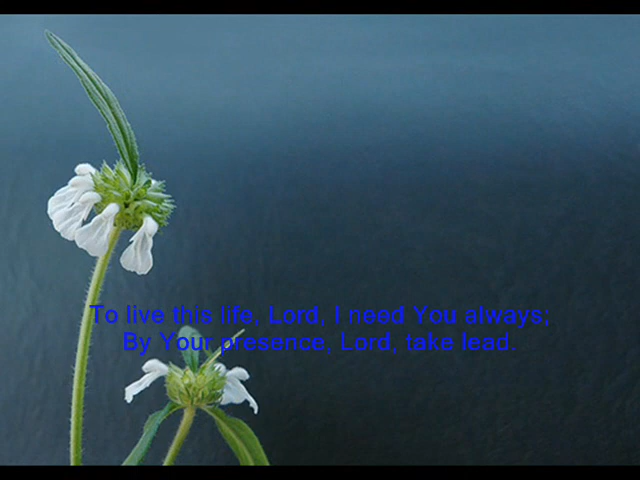 To live this life, Lord, I need You always;
By Your presence, Lord, take lead.